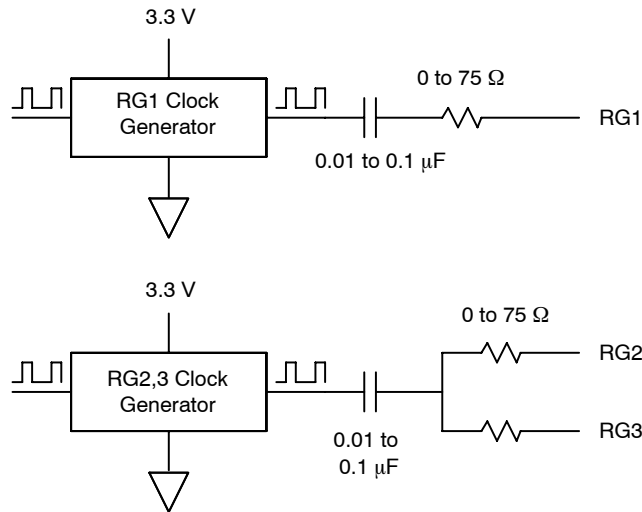 3.3 V
RG1 Clock
Generator
0 to 75 Ω
0.01 to 0.1 μF
RG1
3.3 V
RG2,3 Clock
Generator
0.01 to
0.1 μF
0 to 75 Ω
RG2
RG3